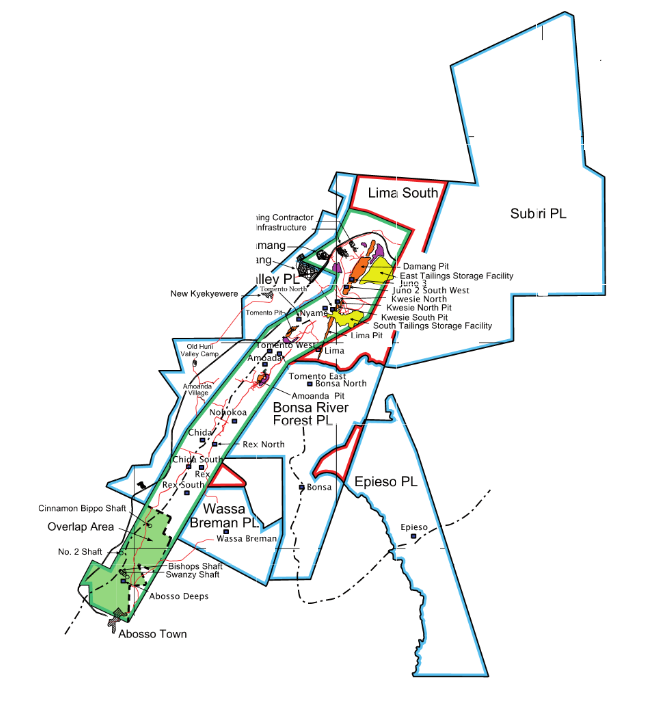 Lima South
Subiri PL
ning Contractor
nfrastructure
amang
ang
lley PL
Damang Pit
East Tailings Storage Facility
Juno 3
Juno 2 South West
Kwesie North
Kwesie North Pit
Kwesie South Pit
South Tailings Storage Facility
Lima Pit
New Kyekyewere
Tomento North
Tomento Pit
Nyame
Tomento West
Lima
Old Huni
Valley Camp
Amoada
Tomento East
Bonsa North
Amoanda
Village
Amoanda Pit
Bonsa River
Forest PL
Nobokoa
Chida
Rex North
Chida South
Rex
Rex South
Bonsa
Epieso PL
Epieso
Wassa
Breman PL
Wassa Breman
Cinnamon Bippo Shaft
Overlap Area
No. 2 Shaft
Bishops Shaft
Swanzy Shaft
Abosso Deeps
Abosso Town